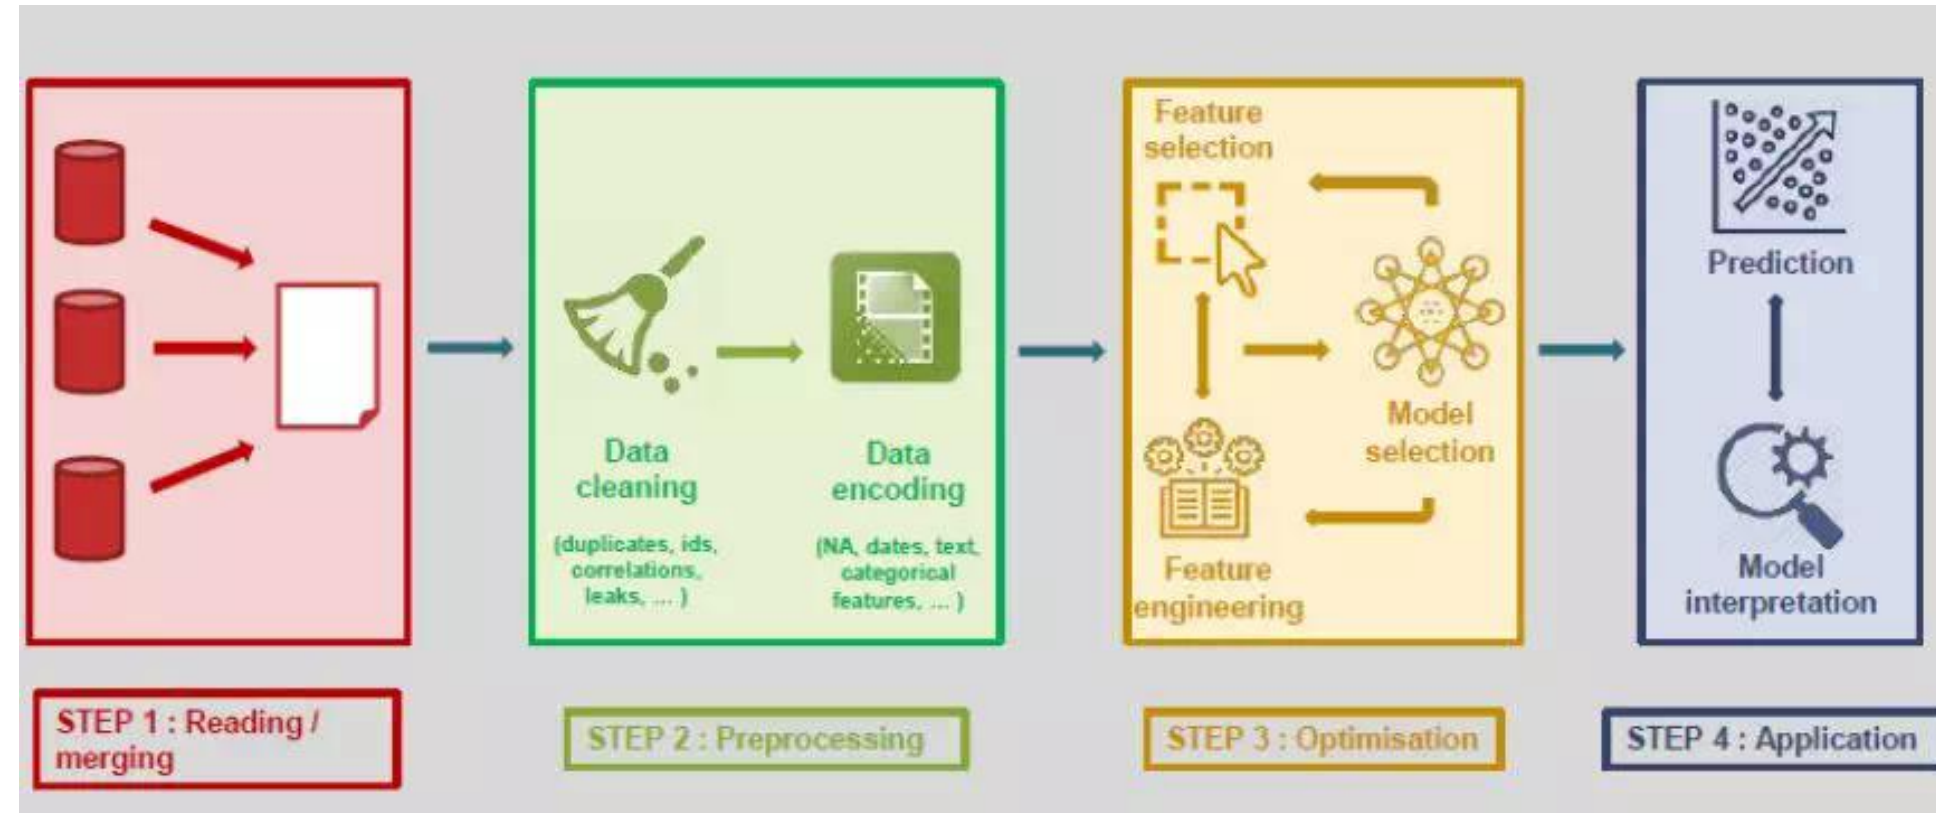 Data
cleaning
(duplicates, ids,
correlations,
leaks, ... )
Data
encoding
(NA, dates, text,
categorical
features, ... )
Feature
selection
Model
selection
Feature
engineering
Prediction
Model
interpretation
STEP 1 : Reading /
merging
STEP 2 : Preprocessing
STEP 3 : Optimisation
STEP 4 : Application